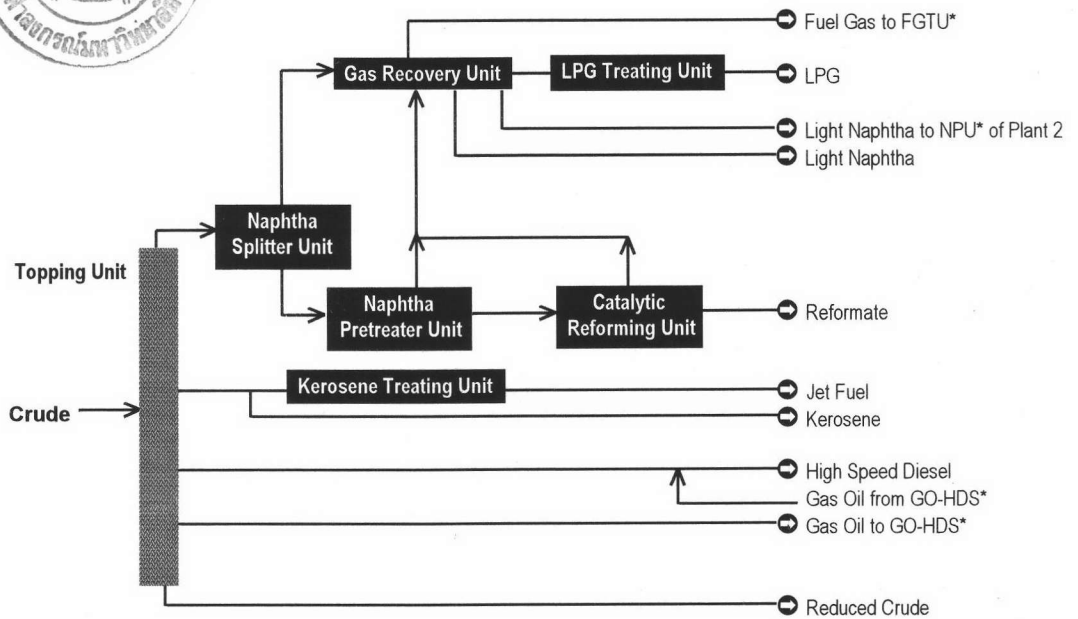 Fuel Gas to FGTU*
Gas Recovery Unit
LPG Treating Unit
LPG
Light Naphtha to NPU* of Plant 2
Light Naphtha
Naphtha
Splitter Unit
Topping Unit
Naphtha
Pretreater Unit
Catalytic
Reforming Unit
Reformate
Kerosene Treating Unit
Jet Fuel
Crude
Kerosene
High Speed Diesel
Gas Oil from GO-HDS*
Gas Oil to GO-HDS*
Reduced Crude